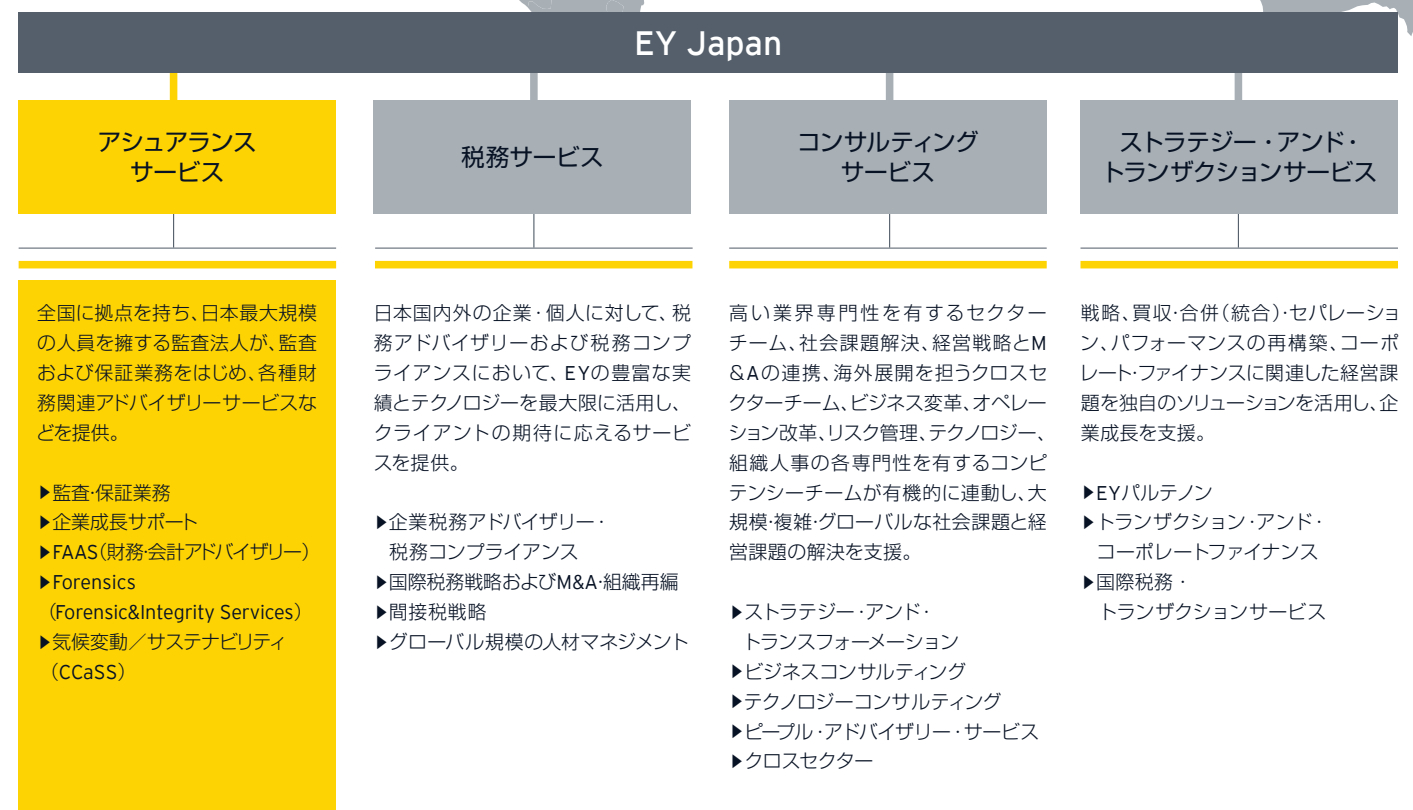 EY Japan
アシュアランス
サービス
全国に拠点を持ち、日本最大規模
の人員を擁する監査法人が、監査
および保証業務をはじめ、各種財
務関連アドバイザリーサービスな
どを提供。
▶監査・保証業務
▶企業成長サポート
▶FAAS（財務・会計アドバイザリー）
▶Forensics
（Forensic&Integrity Services）
▶気候変動／サステナビリティ
（CCaSS）
税務サービス
日本国内外の企業・個人に対して、税
務アドバイザリーおよび税務コンプ
ライアンスにおいて、EYの豊富な実
績とテクノロジーを最大限に活用し、
クライアントの期待に応えるサービ
スを提供。
▶企業税務アドバイザリー・
税務コンプライアンス
▶国際税務戦略およびM&A・組織再編
▶間接税戦略
▶グローバル規模の人材マネジメント
コンサルティング
サービス
高い業界専門性を有するセクター
チーム、社会課題解決、経営戦略とM
&Aの連携、海外展開を担うクロスセ
クターチーム、ビジネス変革、オペレー
ション改革、リスク管理、テクノロジー、
組織人事の各専門性を有するコンピ
テンシーチームが有機的に連動し、大
規模・複雑・グローバルな社会課題と経
営課題の解決を支援。
▶ストラテジー・アンド・
トランスフォーメーション
▶ビジネスコンサルティング
▶テクノロジーコンサルティング
▶ピープル・アドバイザリー・サービス
▶クロスセクター
ストラテジー・アンド・
トランザクションサービス
戦略、買収・合併（統合）・セパレーショ
ン、パフォーマンスの再構築、コーポ
レート・ファイナンスに関連した経営課
題を独自のソリューションを活用し、企
業成長を支援。
▶EYパルテノン
▶トランザクション・アンド・
コーポレートファイナンス
▶国際税務・
トランザクションサービス